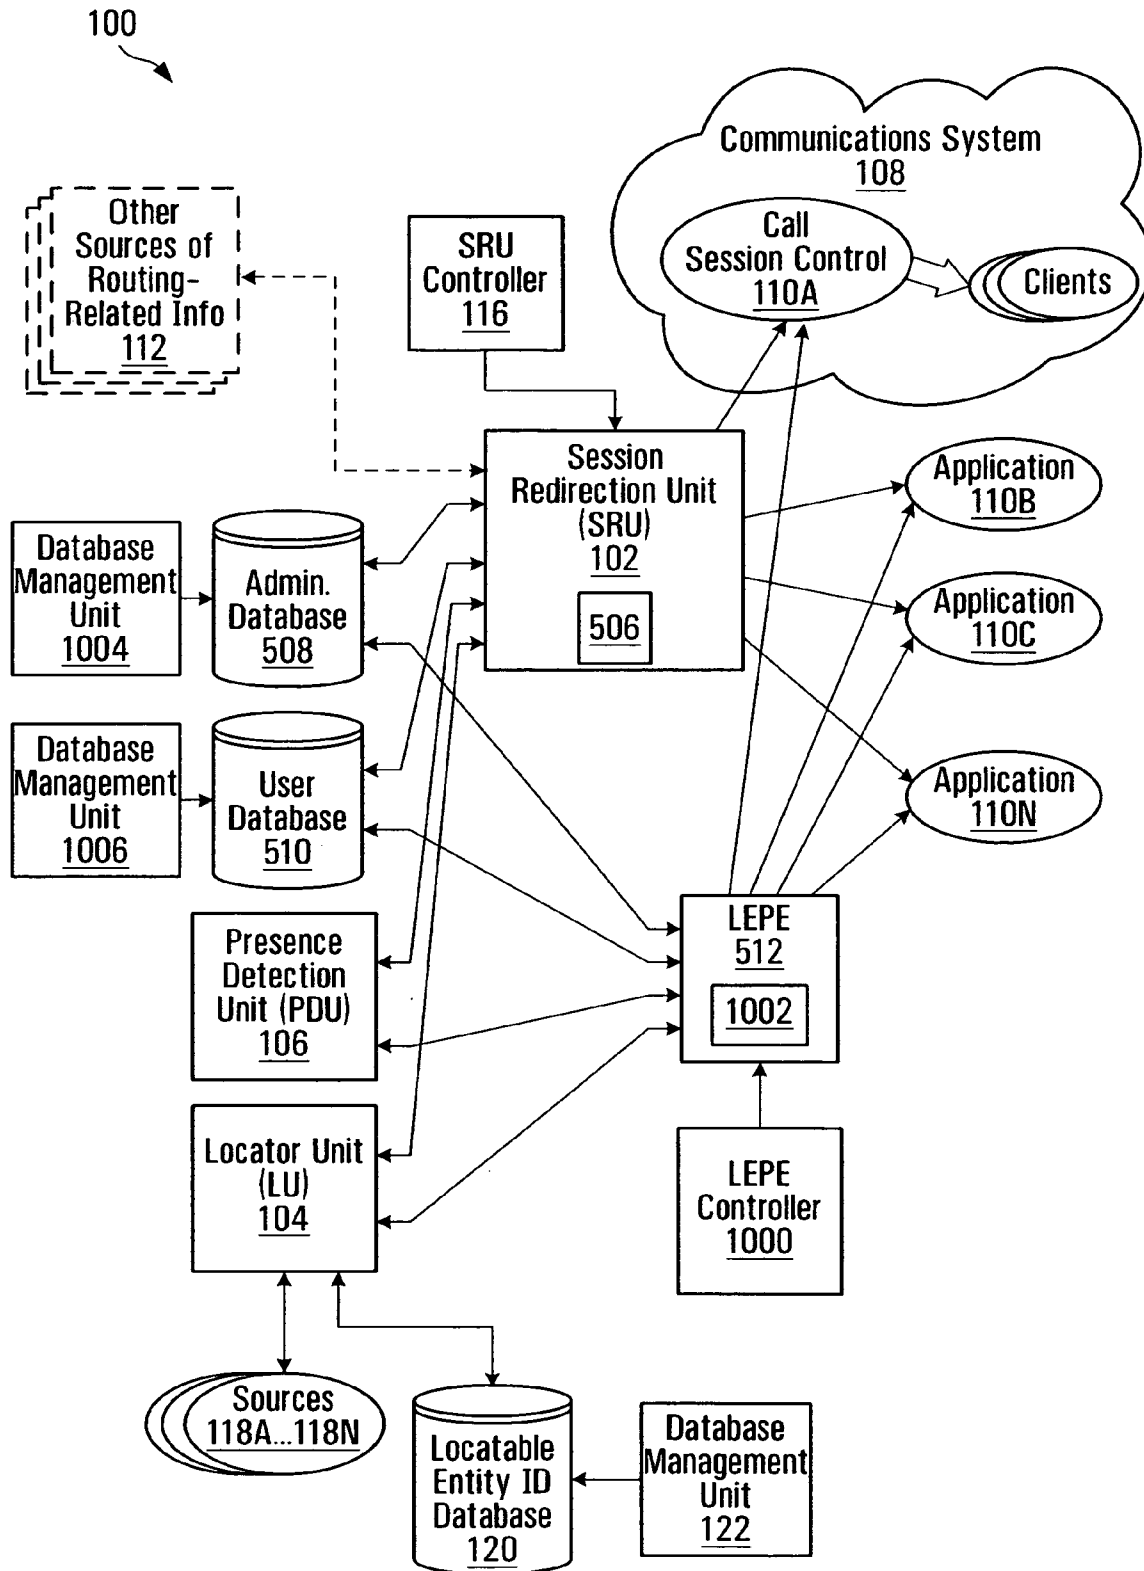 100
Communications System
108
Call
Session Control
110A
Clients
Other
Sources of
Routing-
Related Info
112
SRU
Controller
116
Session
Redirection Unit
(SRU)
102
506
Application
110B
Application
110C
Application
110N
Database
Management
Unit
1004
Admin.
Database
508
Database
Management
Unit
1006
User
Database
510
Presence
Detection
Unit (PDU)
106
LEPE
512
1002
Locator Unit
(LU)
104
LEPE
Controller
1000
Sources
118A...118N
Locatable
Entity ID
Database
120
Database
Management
Unit
122